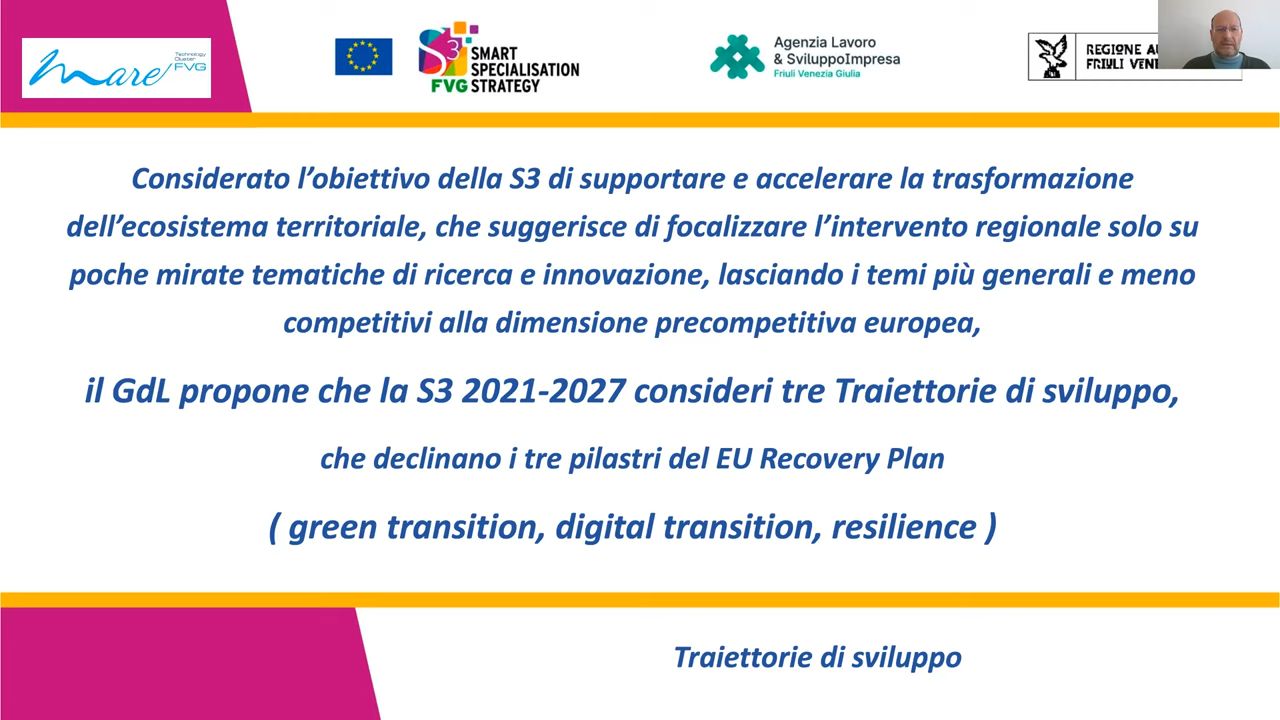 mare
Technology
Cluster
FVG
S3
FVG
SMART
SPECIALISATION
STRATEGY
Agenzia Lavoro
& SviluppoImpresa
Friuli Venezia Giulia
REGIONE
Considerato l'obiettivo della S3 di supportare e accelerare la trasformazione
dell'ecosistema territoriale, che suggerisce di focalizzare l'intervento regionale solo su
poche mirate tematiche di ricerca e innovazione, lasciando i temi più generali e meno
competitivi alla dimensione precompetitiva europea,
il GdL propone che la S3 2021-2027 consideri tre Traiettorie di sviluppo,
che declinano i tre pilastri del EU Recovery Plan
( green transition, digital transition, resilience )
Traiettorie di sviluppo